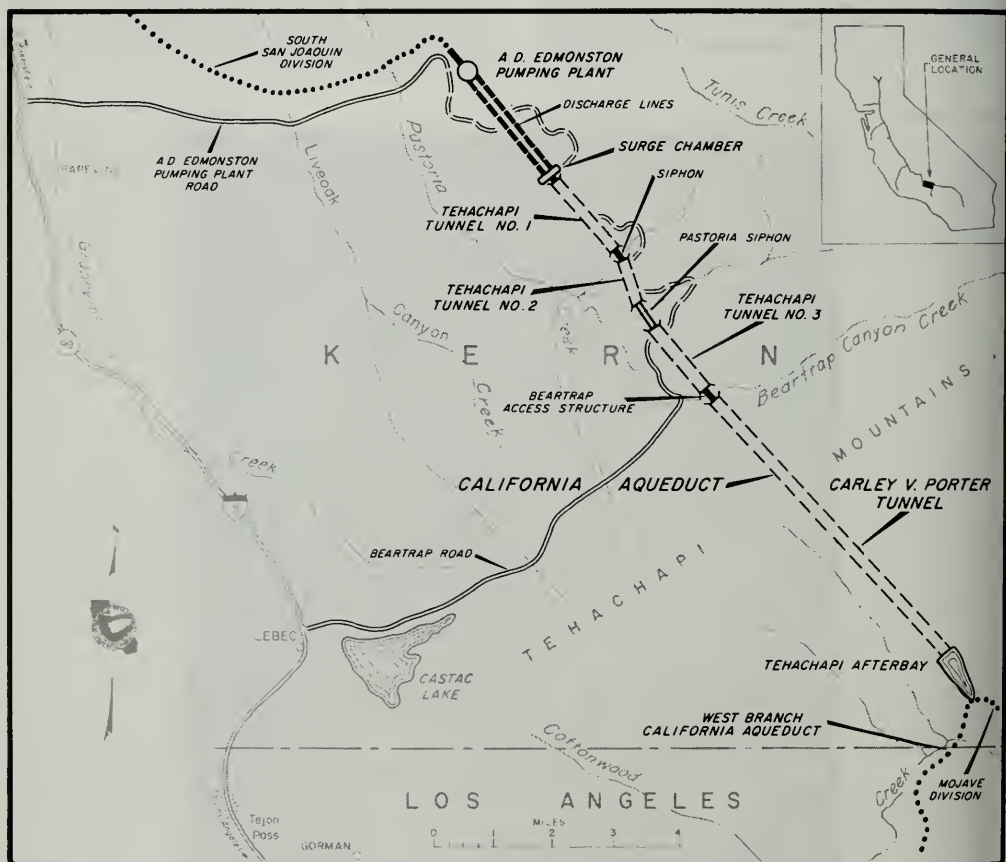 SOUTH
SAN JOAQUIN
DIVISION
A.D. EDMONSTON
PUMPING PLANT
GENERAL
LOCATION
DISCHARGE LINES
Tunis Creek
A.D. EDMONSTON
PUMPING PLANT
ROAD
Liveoak
Pastoria
SURGE CHAMBER
SIPHON
TEHACHAPI
TUNNEL NO. 1
PASTORIA SIPHON
TEHACHAPI
TUNNEL NO. 2
TEHACHAPI
TUNNEL NO. 3
Canyon
Creek
Creek
KERN
Beartrap Canyon Creek
BEARTRAP
ACCESS STRUCTURE
TEHACHAPI MOUNTAINS
Creek
CALIFORNIA AQUEDUCT
CARLEY V. PORTER
TUNNEL
BEARTRAP ROAD
LEBEC
CASTAC
LAKE
TEHACHAPI AFTERBAY
WEST BRANCH
CALIFORNIA AQUEDUCT
Cottonwood
Creek
MOJAVE
DIVISION
LOS ANGELES
Tejon
Pass
MILES
0 1 2 3 4
GORMAN